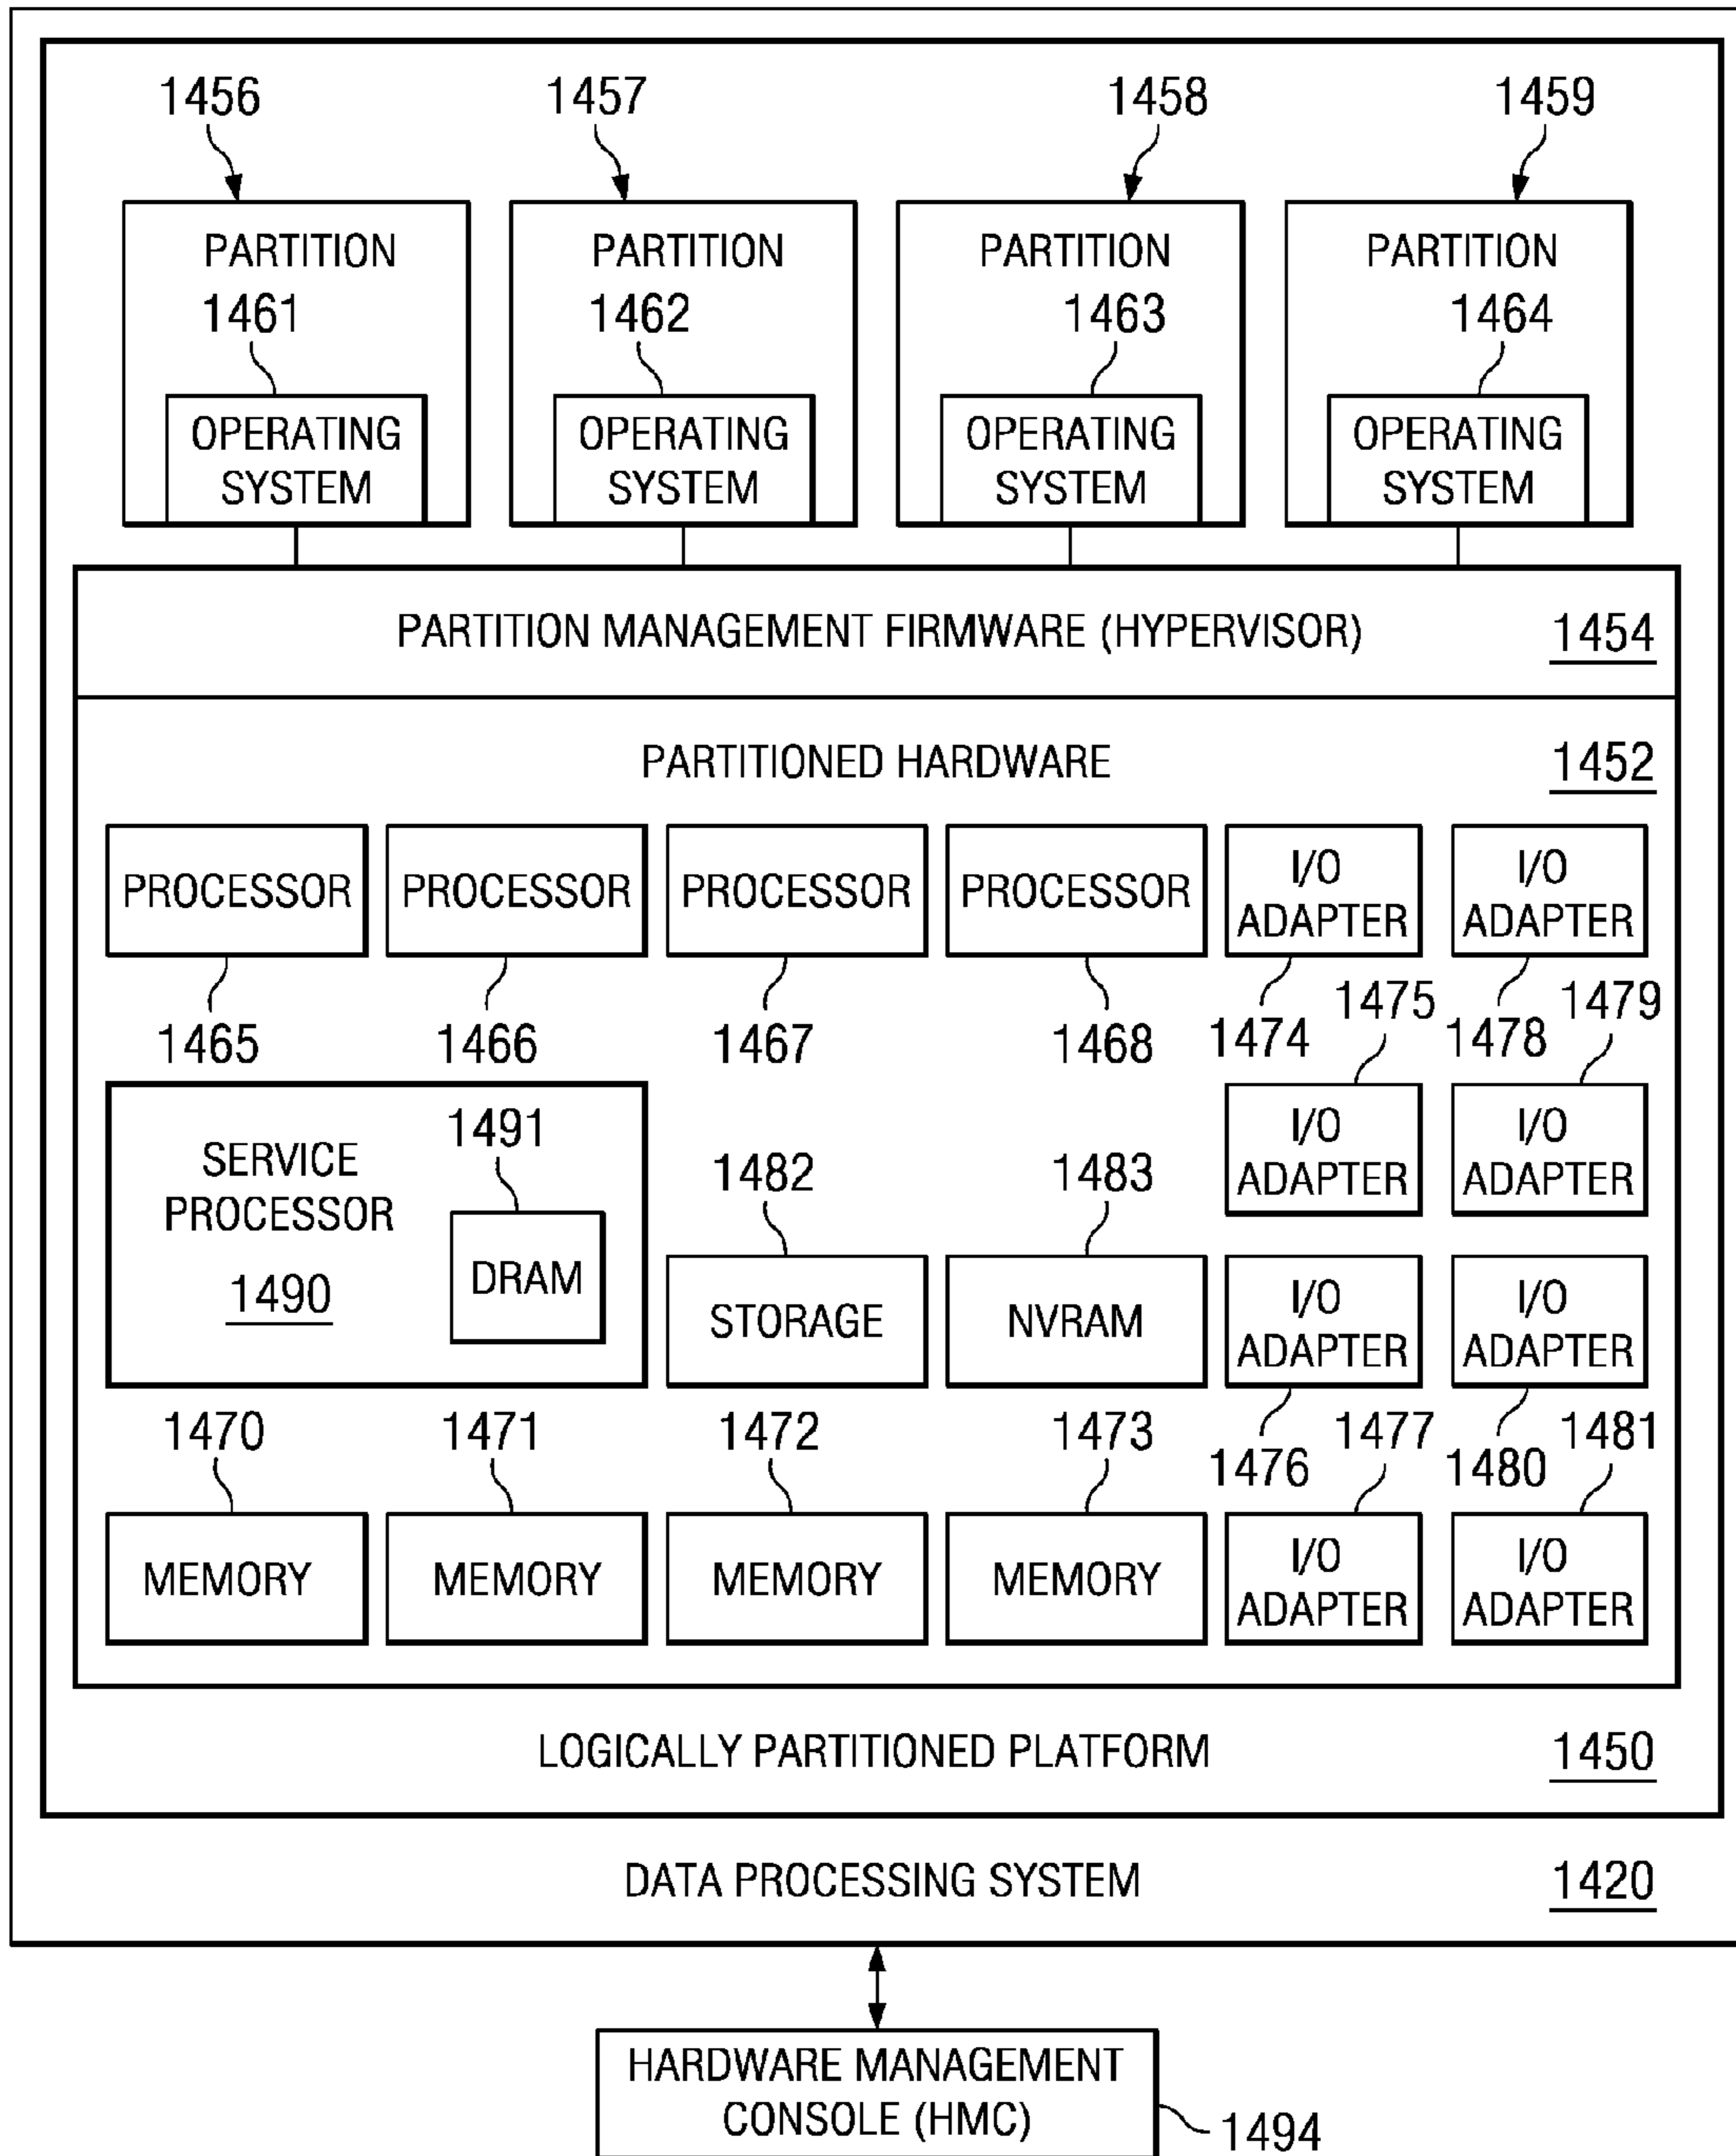 1456 1457 1458 1459
PARTITION PARTITION PARTITION PARTITION
1461 1462 1463 1464
OPERATING OPERATING OPERATING OPERATING
SYSTEM SYSTEM SYSTEM SYSTEM
PARTITION MANAGEMENT FIRMWARE (HYPERVISOR) 1454
PARTITIONED HARDWARE 1452
PROCESSOR PROCESSOR PROCESSOR PROCESSOR
I/O I/O
ADAPTER ADAPTER
1465 1466 1467 1468 1474 1475 1478 1479
SERVICE
PROCESSOR
1490
1491
DRAM
1482 1483
STORAGE NVRAM
I/O I/O
ADAPTER ADAPTER
I/O I/O
ADAPTER ADAPTER
1470 1471 1472 1473 1476 1477 1480 1481
MEMORY MEMORY MEMORY MEMORY
I/O I/O
ADAPTER ADAPTER
LOGICALLY PARTITIONED PLATFORM 1450
DATA PROCESSING SYSTEM 1420
HARDWARE MANAGEMENT
CONSOLE (HMC) 1494